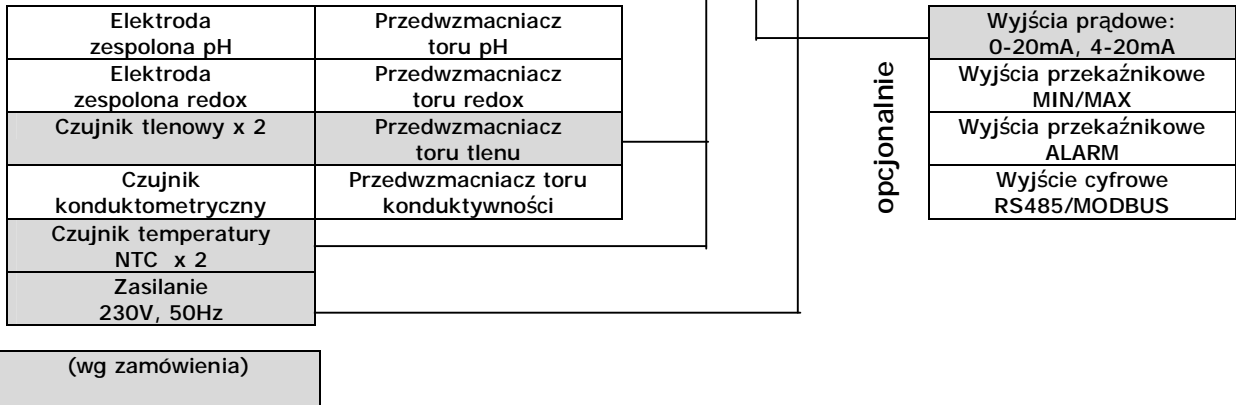 Elektroda
zespolona pH
Przedwzmacniacz
toru pH
Elektroda
zespolona redox
Przedwzmacniacz
toru redox
Czujnik tlenowy x 2
Przedwzmacniacz
toru tlenu
Czujnik
konduktometryczny
Przedwzmacniacz toru
konduktywności
Czujnik temperatury
NTC x 2
Zasilanie
230V, 50Hz
(wg zamówienia)
opcjonalnie
Wyjścia prądowe:
0-20mA, 4-20mA
Wyjścia przekaźnikowe
MIN/MAX
Wyjścia przekaźnikowe
ALARM
Wyjście cyfrowe
RS485/MODBUS